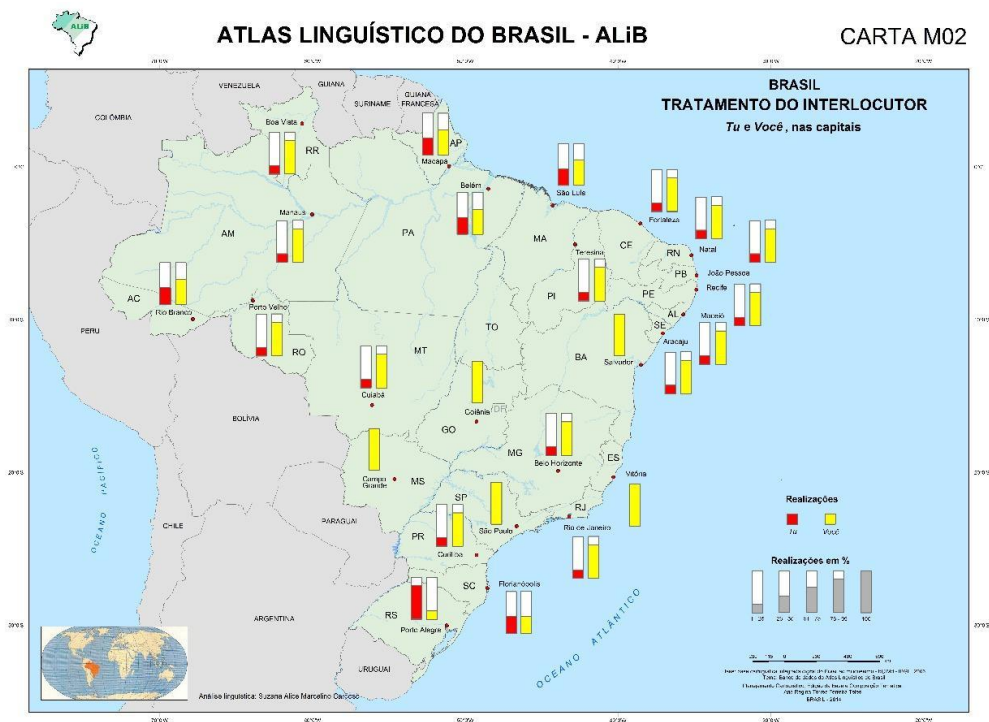 ALiB
ATLAS LINGUÍSTICO DO BRASIL - ALiB
CARTA M02
BRASIL
TRATAMENTO DO INTERLOCUTOR
Tu e Você, nas capitais
VENEZUELA
GUIANA
SURINAME
GUIANA
FRANCESA
COLÔMBIA
Boa Vista
RR
AP
Macapá
Belém
São Luís
Fortaleza
Manaus
Natal
AM
PA
MA
Teresina
CE
RN
PB
João Pessoa
Recife
PI
PE
AC
Rio Branco
Porto Velho
AL
Maceió
SE
Aracaju
PERU
RO
MT
TO
BA
Salvador
Cuiabá
Goiânia
DF
BOLÍVIA
GO
MG
Belo Horizonte
ES
Vitória
Campo
Grande
MS
SP
São Paulo
RJ
Rio de Janeiro
PARAGUAI
PR
Curitiba
CHILE
OCEANO PACÍFICO
SC
Florianópolis
RS
Porto Alegre
ARGENTINA
URUGUAI
OCEANO ATLÂNTICO
Realizações
Tu
Você
Realizações em %
100
Análise linguística: Suzana Alice Marcelino Cardoso